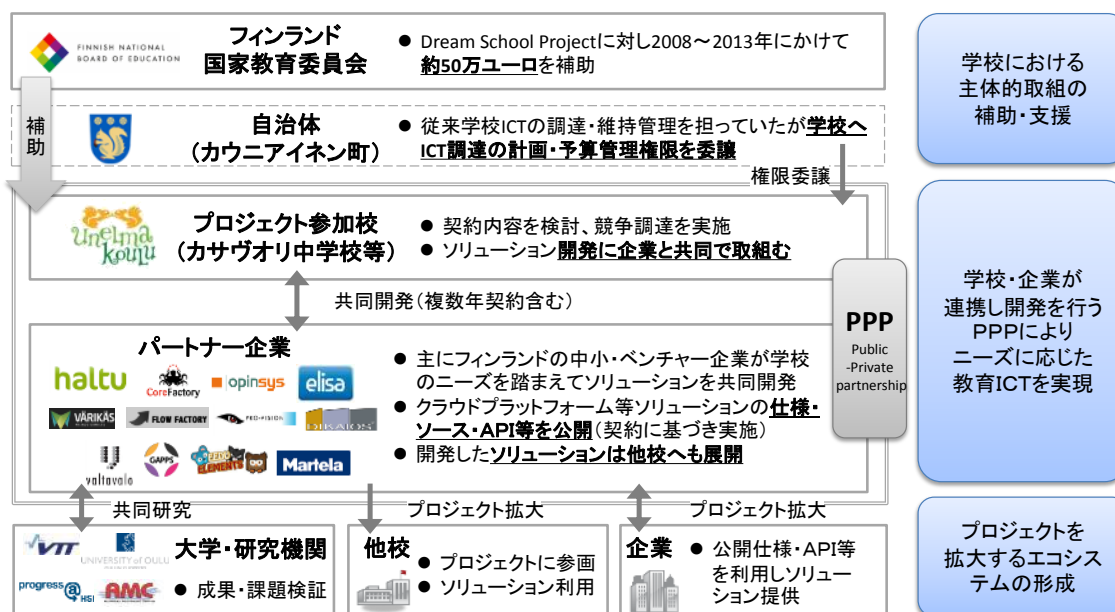 FINNISH NATIONAL
BOARD OF EDUCATION
フィンランド
国家教育委員会
● Dream School Projectに対し2008～2013年にかけて
約50万ユーロを補助
学校における
主体的取組の
補助・支援
補助
自治体
（カウニアイネン町）
● 従来学校ICTの調達・維持管理を担っていたが学校へ
ICT調達の計画・予算管理権限を委譲
権限委譲
unelma
koulu
プロジェクト参加校
（カサヴオリ中学校等）
● 契約内容を検討、競争調達を実施
● ソリューション開発に企業と共同で取組む
共同開発（複数年契約含む）
PPP
Public
-Private
partnership
学校・企業が
連携し開発を行う
PPPにより
ニーズに応じた
教育ICTを実現
パートナー企業
haltu
CoreFactory
opinsys
elisa
VÄRIKÄS
FLOW FACTORY
PRO-VISION
DIKAIOS
valtavalo
GAPPS
ELEMENTS
Martela
● 主にフィンランドの中小・ベンチャー企業が学校
のニーズを踏まえてソリューションを共同開発
● クラウドプラットフォーム等ソリューションの仕様・
ソース・API等を公開（契約に基づき実施）
● 開発したソリューションは他校へも展開
共同研究
プロジェクト拡大
プロジェクト拡大
VTT
UNIVERSITY OF OULU
progress@HSI
AMC
大学・研究機関
● 成果・課題検証
他校
● プロジェクトに参画
● ソリューション利用
企業
● 公開仕様・API等
を利用しソリュー
ション提供
プロジェクトを
拡大するエコシス
テムの形成